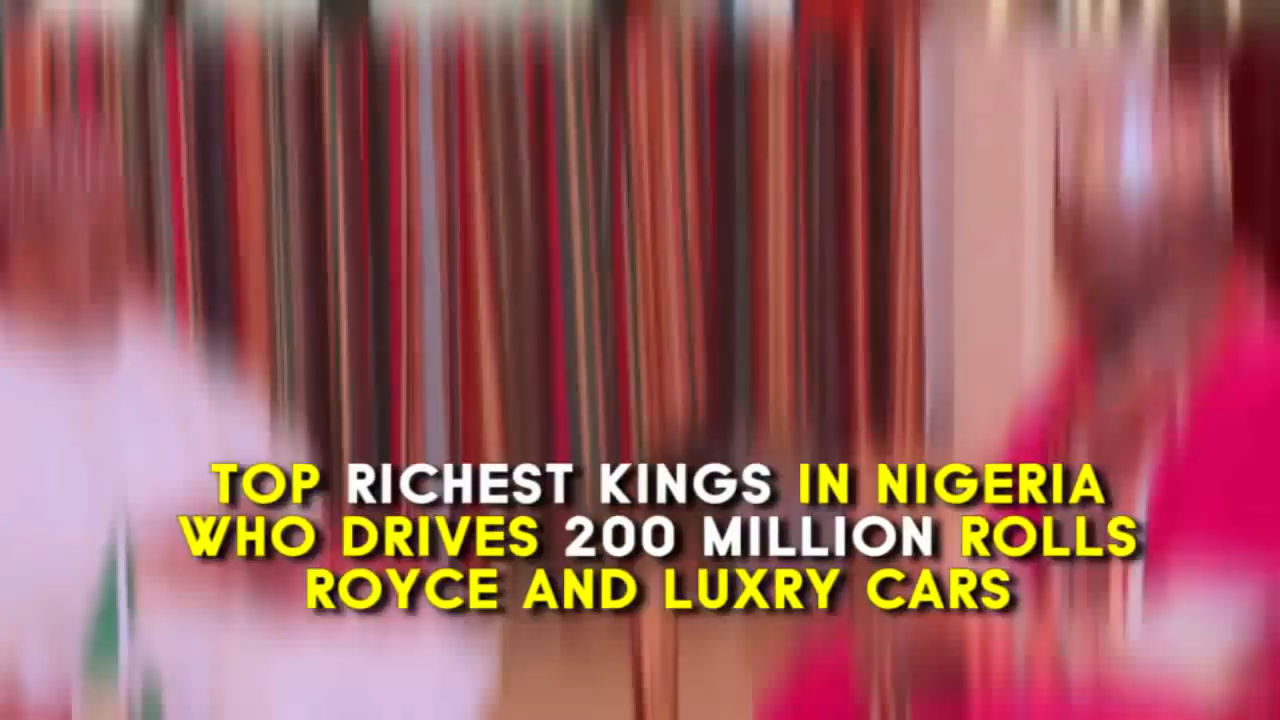 TOP RICHEST KINGS IN NIGERIA
WHO DRIVES 200 MILLION ROLLS
ROYCE AND LUXRY CARS